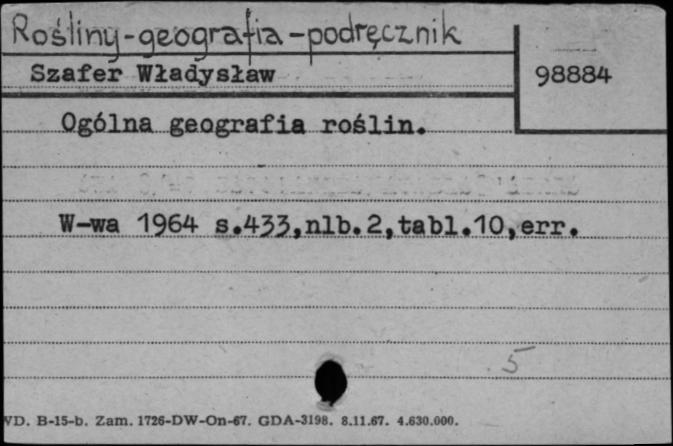 Rośliny-geografia-podręcznik
Szafer Władysław
98884
Ogólna geografia roślin.
W-wa 1964 s.433,nlb.2,tabl.10,err.
5
VD. B-15-b. Zam. 1726-DW-On-67. GDA-3198. 8.11.67. 4.630.000.